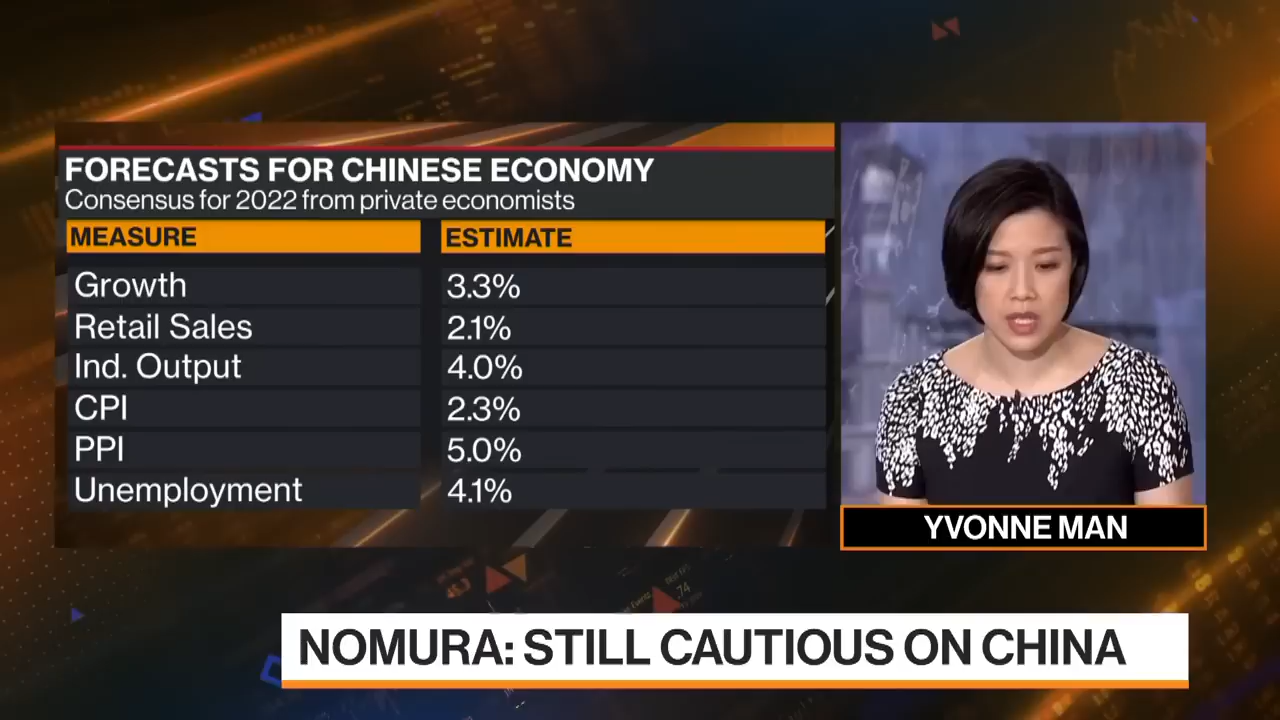 FORECASTS FOR CHINESE ECONOMY
Consensus for 2022 from private economists
MEASURE ESTIMATE
Growth 3.3%
Retail Sales 2.1%
Ind. Output 4.0%
CPI 2.3%
PPI 5.0%
Unemployment 4.1%
YVONNE MAN
NOMURA: STILL CAUTIOUS ON CHINA